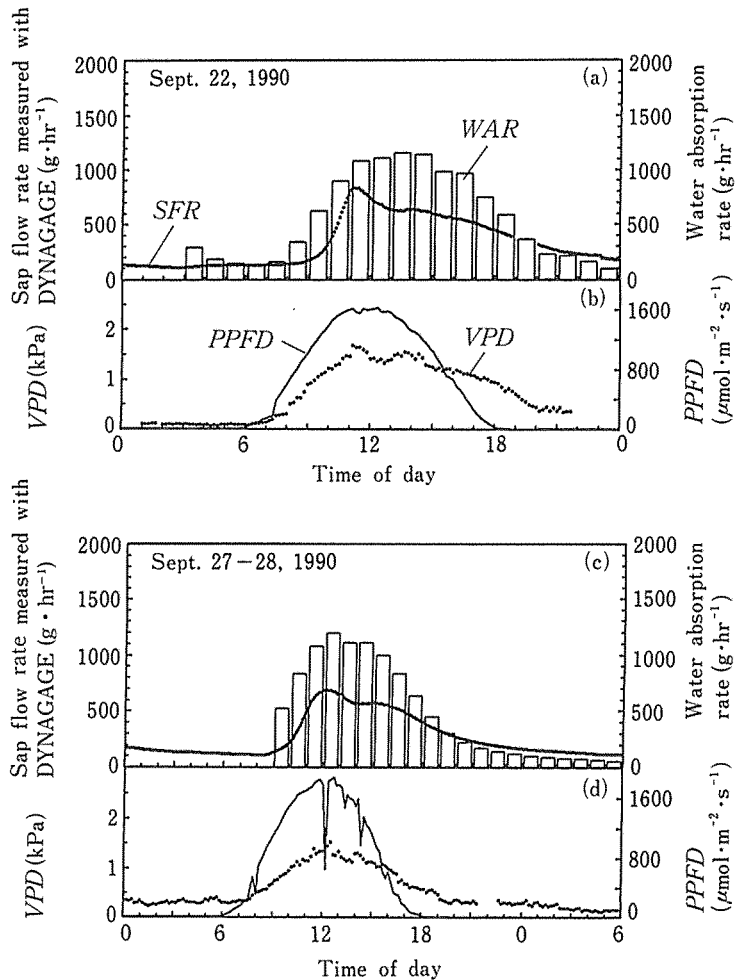 Sap flow rate measured with
DYNAGAGE (g·hr⁻¹)
2000
1500
1000
500
0
Sept. 22, 1990
(a)
WAR
SFR
2000
1500
1000
500
0
Water absorption
rate (g·hr⁻¹)
VPD (kPa)
2
1
0
(b)
PPFD
VPD
1600
800
0
PPFD
(μmol·m⁻²·s⁻¹)
0 6 12 18 0
Time of day
Sap flow rate measured with
DYNAGAGE (g·hr⁻¹)
2000
1500
1000
500
0
Sept. 27–28, 1990
(c)
2000
1500
1000
500
0
Water absorption
rate (g·hr⁻¹)
VPD (kPa)
2
1
0
(d)
1600
800
0
PPFD
(μmol·m⁻²·s⁻¹)
0 6 12 18 0 6
Time of day